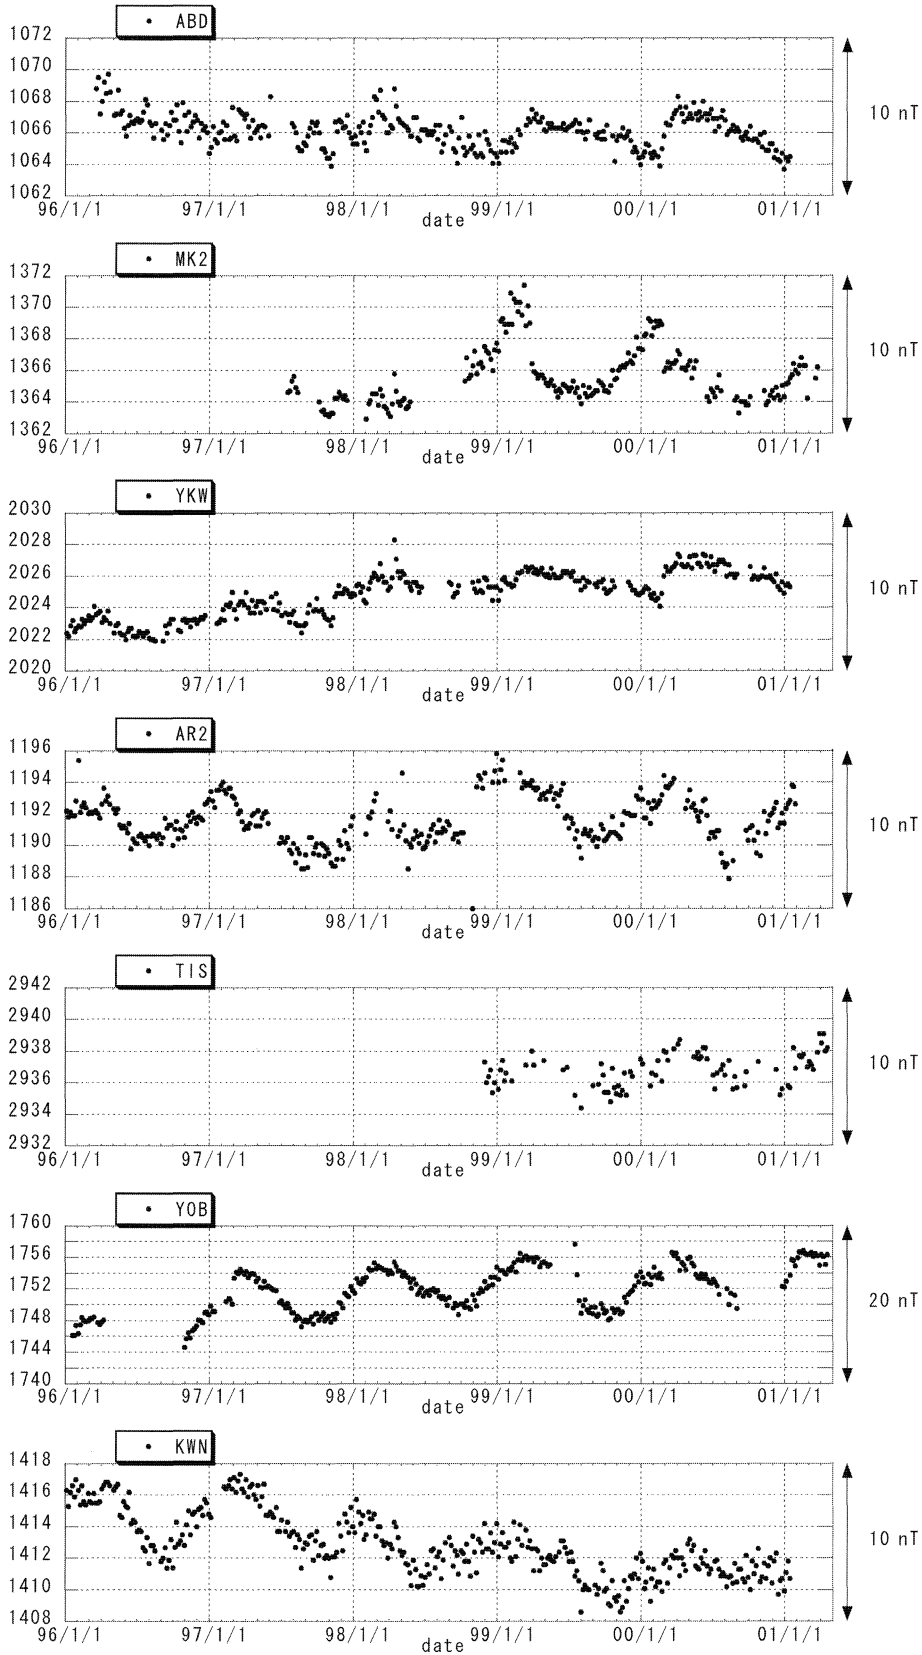 ABD
1072
1070
1068
1066
1064
1062
10 nT
96/1/1 97/1/1 98/1/1 99/1/1 00/1/1 01/1/1
date
MK2
1372
1370
1368
1366
1364
1362
10 nT
96/1/1 97/1/1 98/1/1 99/1/1 00/1/1 01/1/1
date
YKW
2030
2028
2026
2024
2022
2020
10 nT
96/1/1 97/1/1 98/1/1 99/1/1 00/1/1 01/1/1
date
AR2
1196
1194
1192
1190
1188
1186
10 nT
96/1/1 97/1/1 98/1/1 99/1/1 00/1/1 01/1/1
date
TIS
2942
2940
2938
2936
2934
2932
10 nT
96/1/1 97/1/1 98/1/1 99/1/1 00/1/1 01/1/1
date
YOB
1760
1756
1752
1748
1744
1740
20 nT
96/1/1 97/1/1 98/1/1 99/1/1 00/1/1 01/1/1
date
KWN
1418
1416
1414
1412
1410
1408
10 nT
96/1/1 97/1/1 98/1/1 99/1/1 00/1/1 01/1/1
date